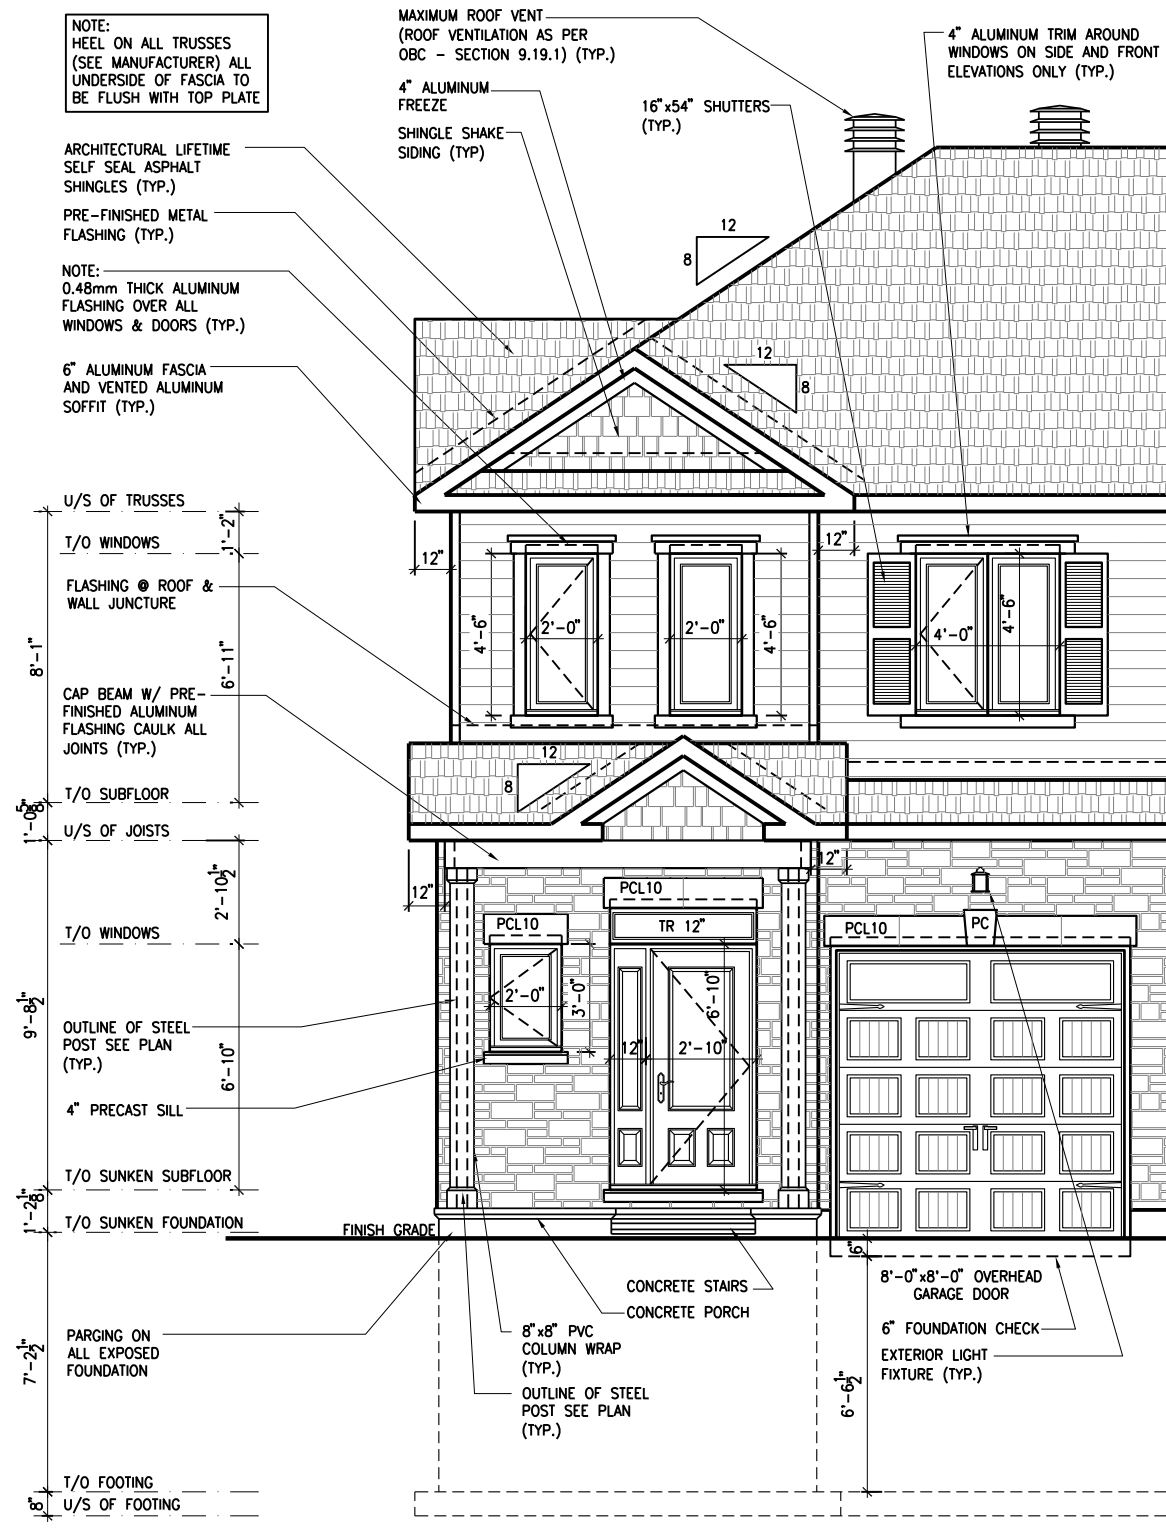 NOTE:
HEEL ON ALL TRUSSES
(SEE MANUFACTURER) ALL
UNDERSIDE OF FASCIA TO
BE FLUSH WITH TOP PLATE
MAXIMUM ROOF VENT
(ROOF VENTILATION AS PER
OBC – SECTION 9.19.1) (TYP.)
4" ALUMINUM
FREEZE
SHINGLE SHAKE
SIDING (TYP)
16"x54" SHUTTERS
(TYP.)
4" ALUMINUM TRIM AROUND
WINDOWS ON SIDE AND FRONT
ELEVATIONS ONLY (TYP.)
ARCHITECTURAL LIFETIME
SELF SEAL ASPHALT
SHINGLES (TYP.)
PRE-FINISHED METAL
FLASHING (TYP.)
NOTE:
0.48mm THICK ALUMINUM
FLASHING OVER ALL
WINDOWS & DOORS (TYP.)
6" ALUMINUM FASCIA
AND VENTED ALUMINUM
SOFFIT (TYP.)
12
8
12
8
U/S OF TRUSSES
1'-2"
T/O WINDOWS
12"
12"
FLASHING @ ROOF &
WALL JUNCTURE
8'-1"
6'-11"
4'-6"
2'-0"
2'-0"
4'-6"
4'-0"
4'-6"
CAP BEAM W/ PRE-
FINISHED ALUMINUM
FLASHING CAULK ALL
JOINTS (TYP.)
12
8
T/O SUBFLOOR
1'-0 5/8"
U/S OF JOISTS
2'-10 1/2"
12"
12"
PCL10
PCL10
TR 12"
PCL10
PC
T/O WINDOWS
9'-8 1/2"
6'-10"
2'-0"
3'-0"
6'-10"
12"
2'-10"
OUTLINE OF STEEL
POST SEE PLAN
(TYP.)
4" PRECAST SILL
T/O SUNKEN SUBFLOOR
T/O SUNKEN FOUNDATION
FINISH GRADE
6"
CONCRETE STAIRS
CONCRETE PORCH
8'-0"x8'-0" OVERHEAD
GARAGE DOOR
6" FOUNDATION CHECK
EXTERIOR LIGHT
FIXTURE (TYP.)
PARGING ON
ALL EXPOSED
FOUNDATION
8"x8" PVC
COLUMN WRAP
(TYP.)
OUTLINE OF STEEL
POST SEE PLAN
(TYP.)
7'-2 1/2"
6'-6 1/2"
T/O FOOTING
8"
U/S OF FOOTING